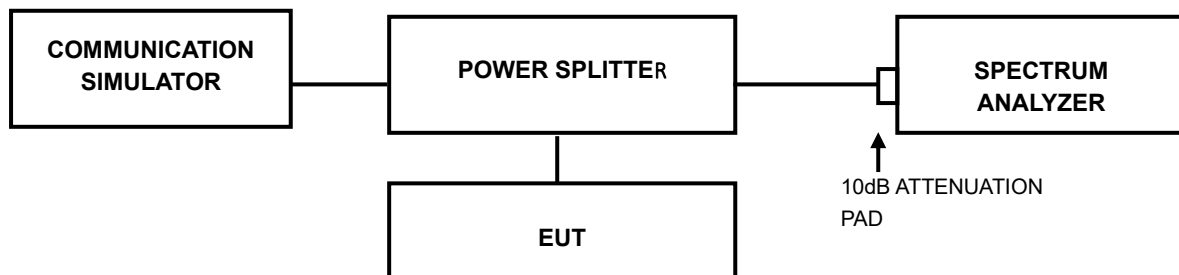 COMMUNICATION
SIMULATOR
POWER SPLITTER
SPECTRUM
ANALYZER
10dB ATTENUATION
PAD
EUT